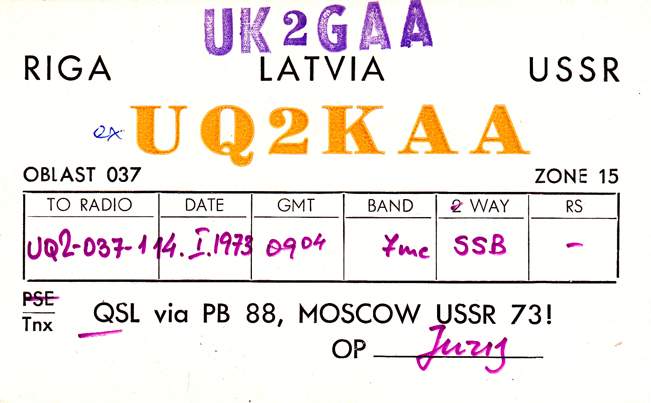 UK2GAA
RIGA LATVIA USSR
ex UQ2KAA
OBLAST 037 ZONE 15
TO RADIO DATE GMT BAND 2 WAY RS
UQ2-037-1 14.I.1973 0904 7mc SSB -
PSE
Tnx QSL via PB 88, MOSCOW USSR 73!
OP Jurij